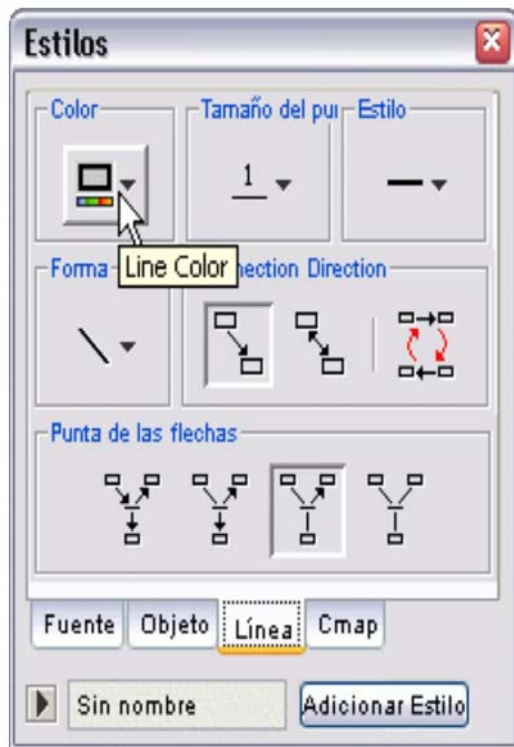 Estilos
Color
Tamaño del pu
Estilo
1
Line Color
Forma
nection Direction
Punta de las flechas
Fuente
Objeto
Línea
Cmap
Sin nombre
Adicionar Estilo